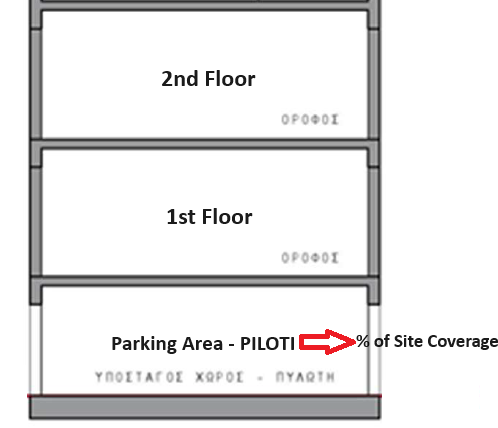 2nd Floor
ΟΡΟΦΟΣ
1st Floor
ΟΡΟΦΟΣ
Parking Area - PILOTI % of Site Coverage
ΥΠΟΣΤΑΓΟΣ ΧΩΡΟΣ - ΠΥΛΩΤΗ